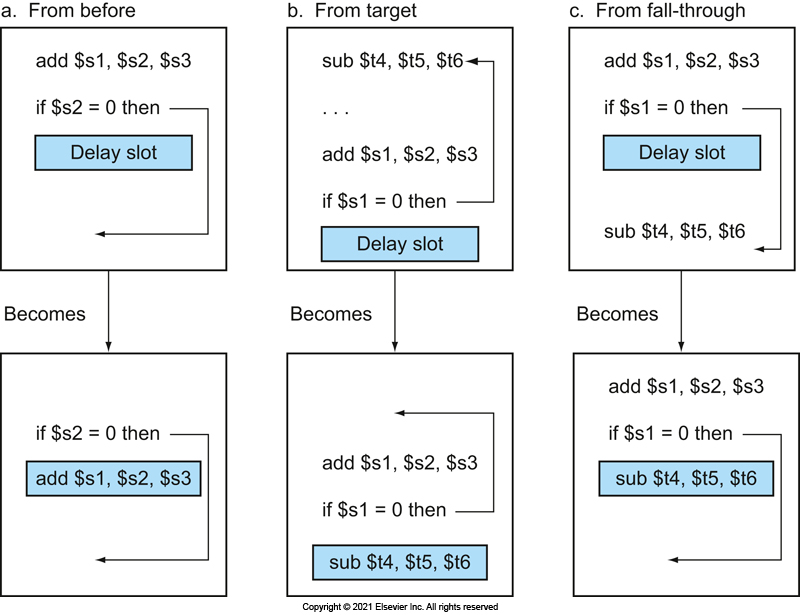 a. From before
add $s1, $s2, $s3
if $s2 = 0 then
Delay slot
Becomes
if $s2 = 0 then
add $s1, $s2, $s3
b. From target
sub $t4, $t5, $t6
. . .
add $s1, $s2, $s3
if $s1 = 0 then
Delay slot
Becomes
add $s1, $s2, $s3
if $s1 = 0 then
sub $t4, $t5, $t6
c. From fall-through
add $s1, $s2, $s3
if $s1 = 0 then
Delay slot
sub $t4, $t5, $t6
Becomes
add $s1, $s2, $s3
if $s1 = 0 then
sub $t4, $t5, $t6
Copyright © 2021 Elsevier Inc. All rights reserved